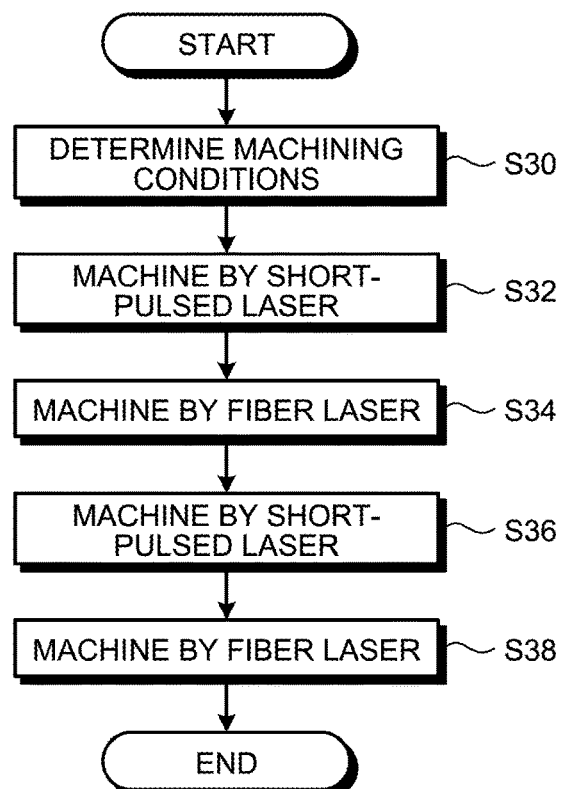 START
DETERMINE MACHINING
CONDITIONS
S30
MACHINE BY SHORT-
PULSED LASER
S32
MACHINE BY FIBER LASER
S34
MACHINE BY SHORT-
PULSED LASER
S36
MACHINE BY FIBER LASER
S38
END